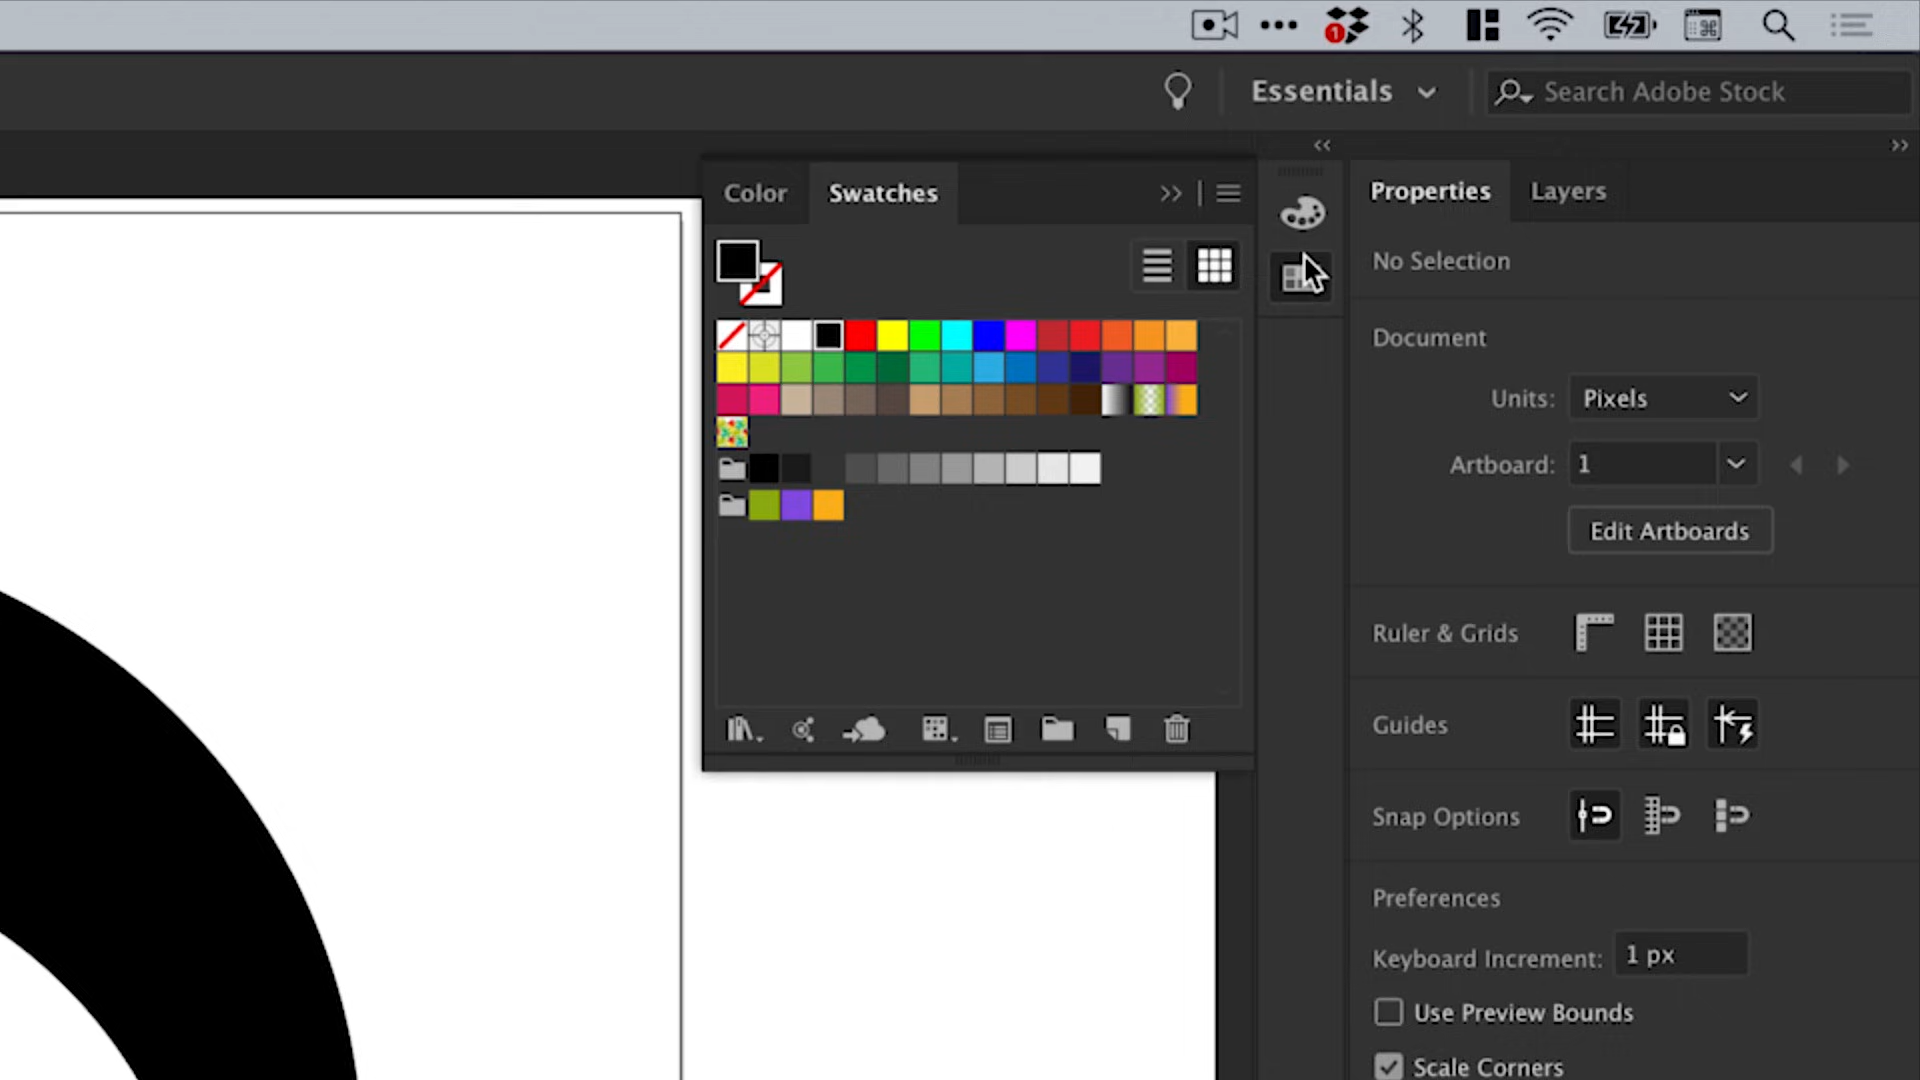 1
Essentials
Search Adobe Stock
Color
Swatches
Properties
Layers
No Selection
Document
Units:
Pixels
Artboard:
1
Edit Artboards
Ruler & Grids
Guides
Snap Options
Preferences
Keyboard Increment:
1 px
Use Preview Bounds
Scale Corners